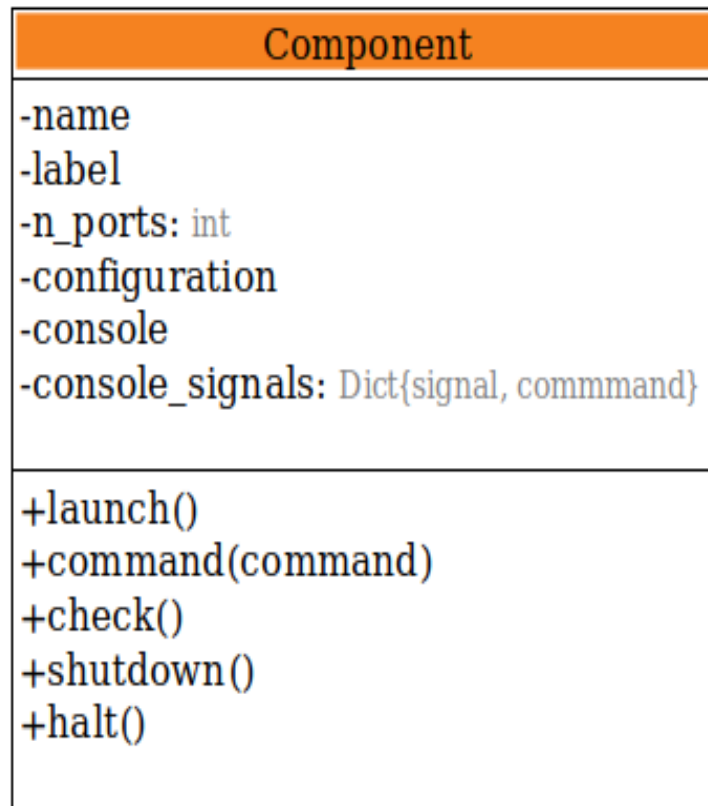 Component
-name
-label
-n_ports: int
-configuration
-console
-console_signals: Dict{signal, commmand}
+launch()
+command(command)
+check()
+shutdown()
+halt()